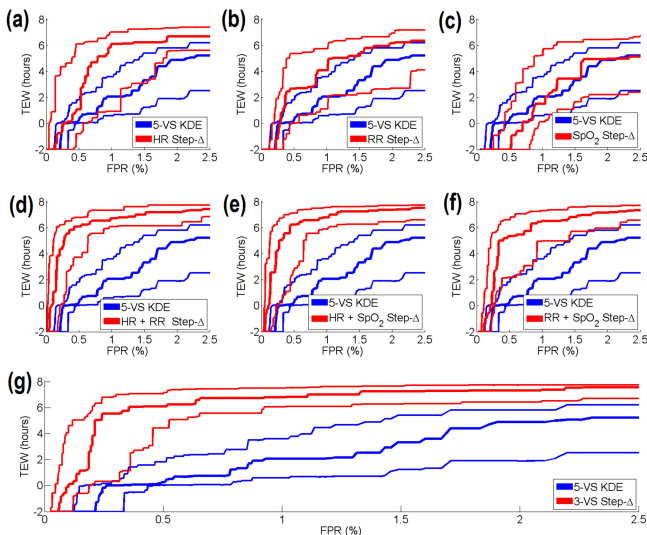 (a) (b) (c)
TEW (hours) TEW (hours) TEW (hours)
8 8 8
6 6 6
4 4 4
2 2 2
0 0 0
-2 -2 -2
5-VS KDE 5-VS KDE 5-VS KDE
HR Step-Δ RR Step-Δ SpO₂ Step-Δ
0 0.5 1 1.5 2 2.5 0 0.5 1 1.5 2 2.5 0 0.5 1 1.5 2 2.5
FPR (%) FPR (%) FPR (%)
(d) (e) (f)
TEW (hours) TEW (hours) TEW (hours)
8 8 8
6 6 6
4 4 4
2 2 2
0 0 0
-2 -2 -2
5-VS KDE 5-VS KDE 5-VS KDE
HR + RR Step-Δ HR + SpO₂ Step-Δ RR + SpO₂ Step-Δ
0 0.5 1 1.5 2 2.5 0 0.5 1 1.5 2 2.5 0 0.5 1 1.5 2 2.5
FPR (%) FPR (%) FPR (%)
(g)
TEW (hours)
8
6
4
2
0
-2
5-VS KDE
3-VS Step-Δ
0 0.5 1 1.5 2 2.5
FPR (%)